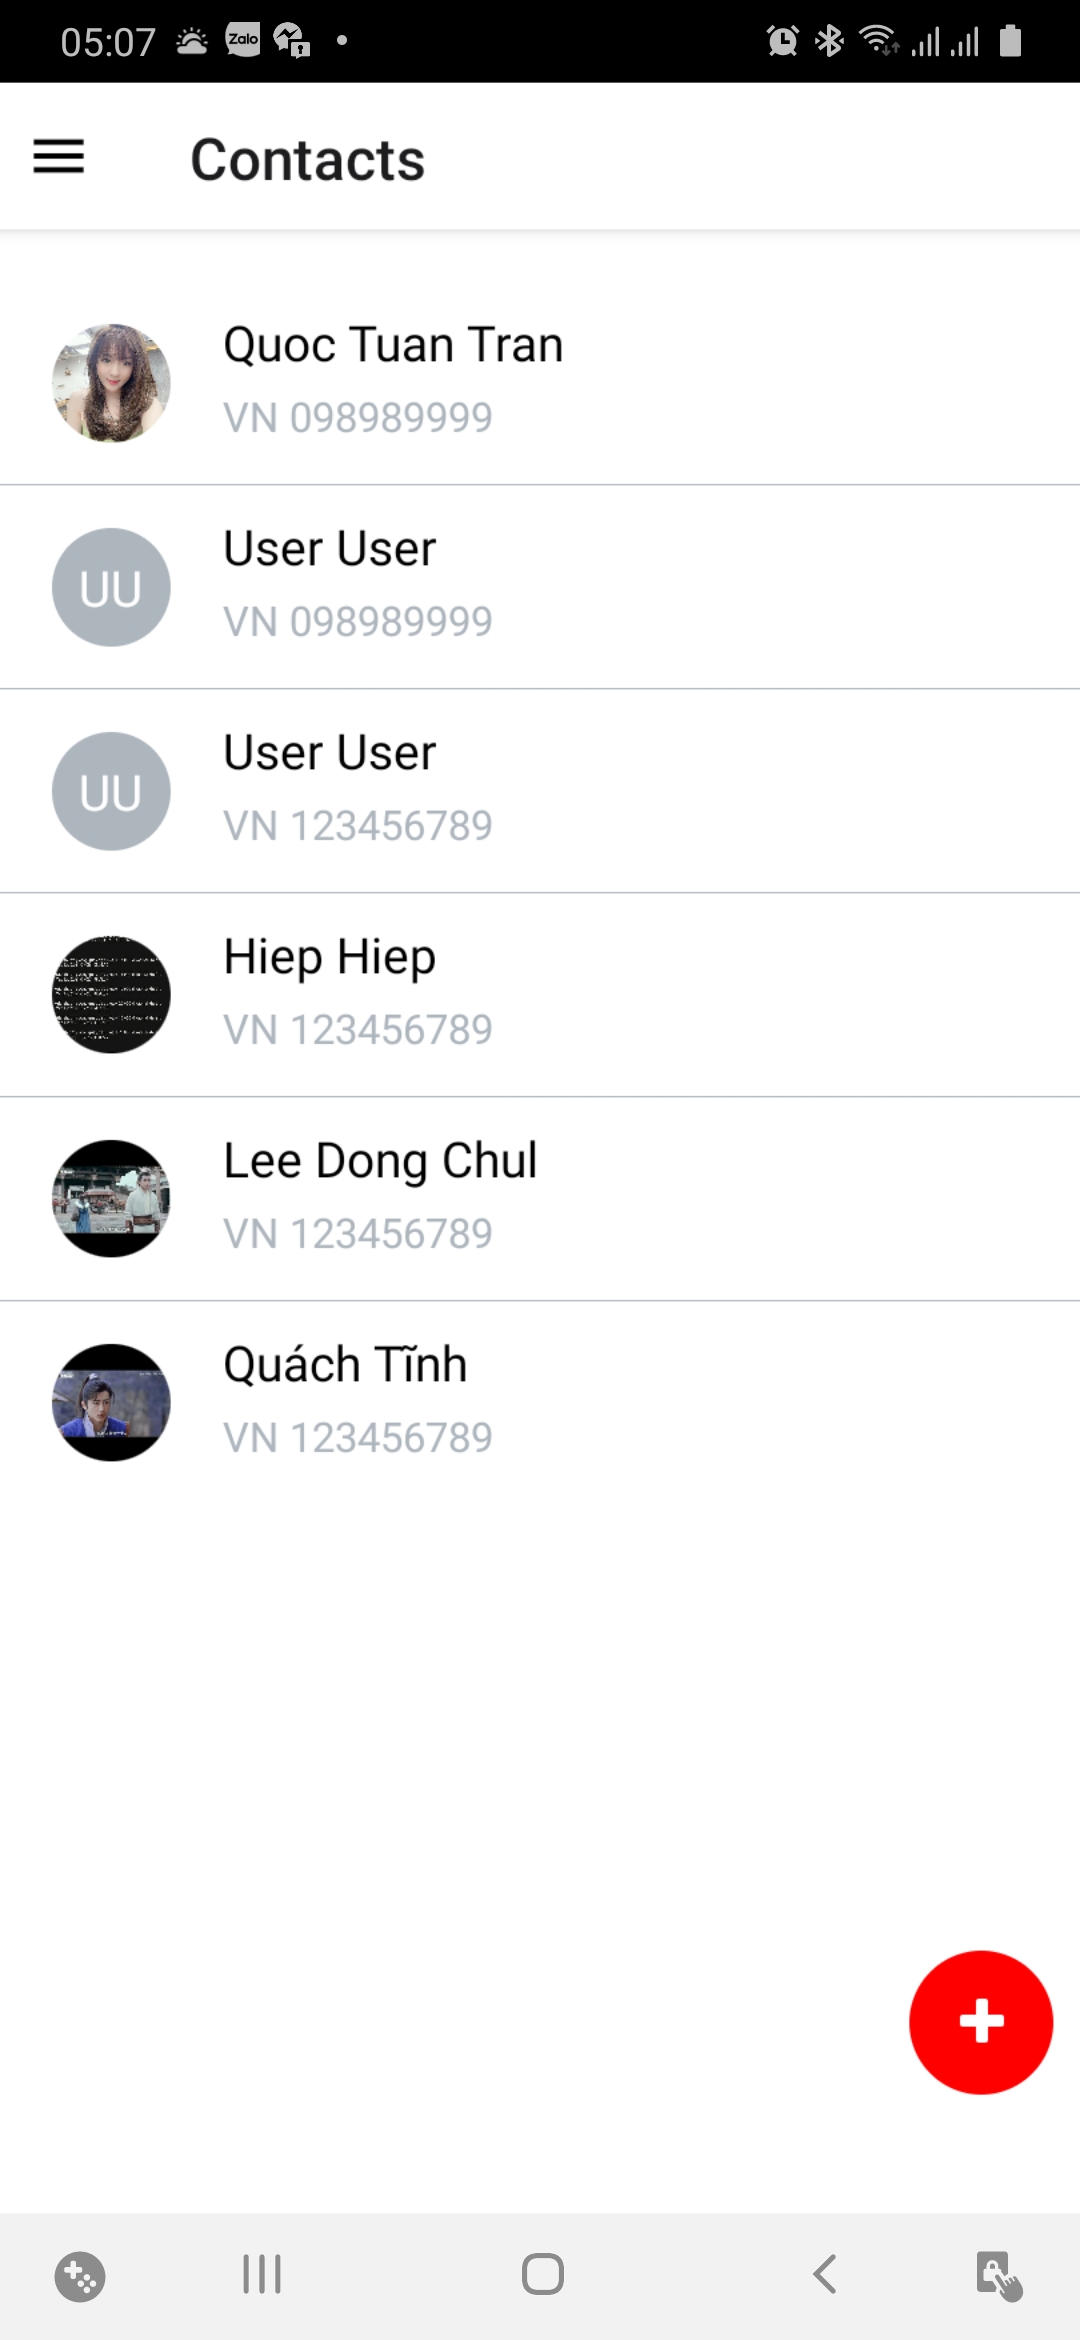 05:07 Zalo
Contacts
Quoc Tuan Tran
VN 098989999
UU
User User
VN 098989999
UU
User User
VN 123456789
Hiep Hiep
VN 123456789
Lee Dong Chul
VN 123456789
Quách Tĩnh
VN 123456789